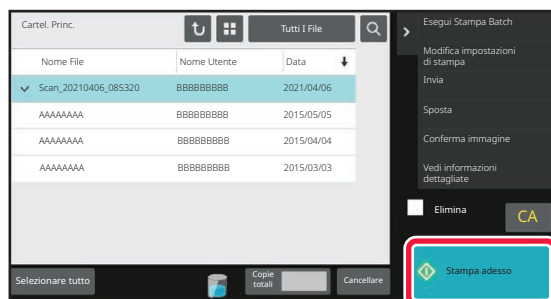 Cartel. Princ.
Tutti I File
Nome File
Nome Utente
Data
Scan_20210406_085320
BBBBBBBBB
2021/04/06
AAAAAAAA
BBBBBBBBB
2015/05/05
AAAAAAAA
BBBBBBBBB
2015/04/04
AAAAAAAA
BBBBBBBBB
2015/03/03
Selezionare tutto
Copie
totali
Cancellare
Esegui Stampa Batch
Modifica impostazioni
di stampa
Invia
Sposta
Conferma immagine
Vedi informazioni
dettagliate
Elimina
CA
Stampa adesso